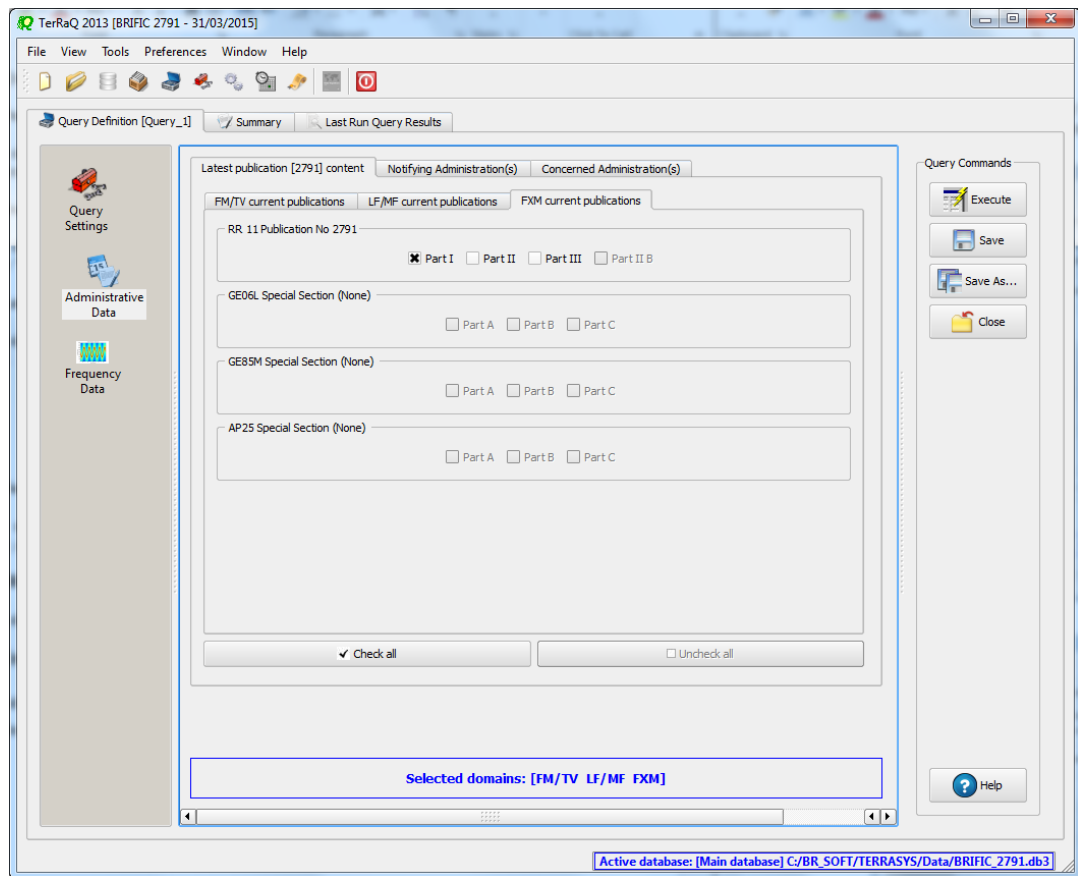 TerRaQ 2013 [BRIFIC 2791 - 31/03/2015]
File View Tools Preferences Window Help
Query Definition [Query_1] Summary Last Run Query Results
Query Settings
Administrative Data
Frequency Data
Latest publication [2791] content Notifying Administration(s) Concerned Administration(s)
FM/TV current publications LF/MF current publications FXM current publications
RR 11 Publication No 2791
Part I Part II Part III Part II B
GE06L Special Section (None)
Part A Part B Part C
GE85M Special Section (None)
Part A Part B Part C
AP25 Special Section (None)
Part A Part B Part C
Check all Uncheck all
Selected domains: [FM/TV LF/MF FXM]
Query Commands
Execute
Save
Save As...
Close
Help
Active database: [Main database] C:/BR_SOFT/TERRASYS/Data/BRIFIC_2791.db3